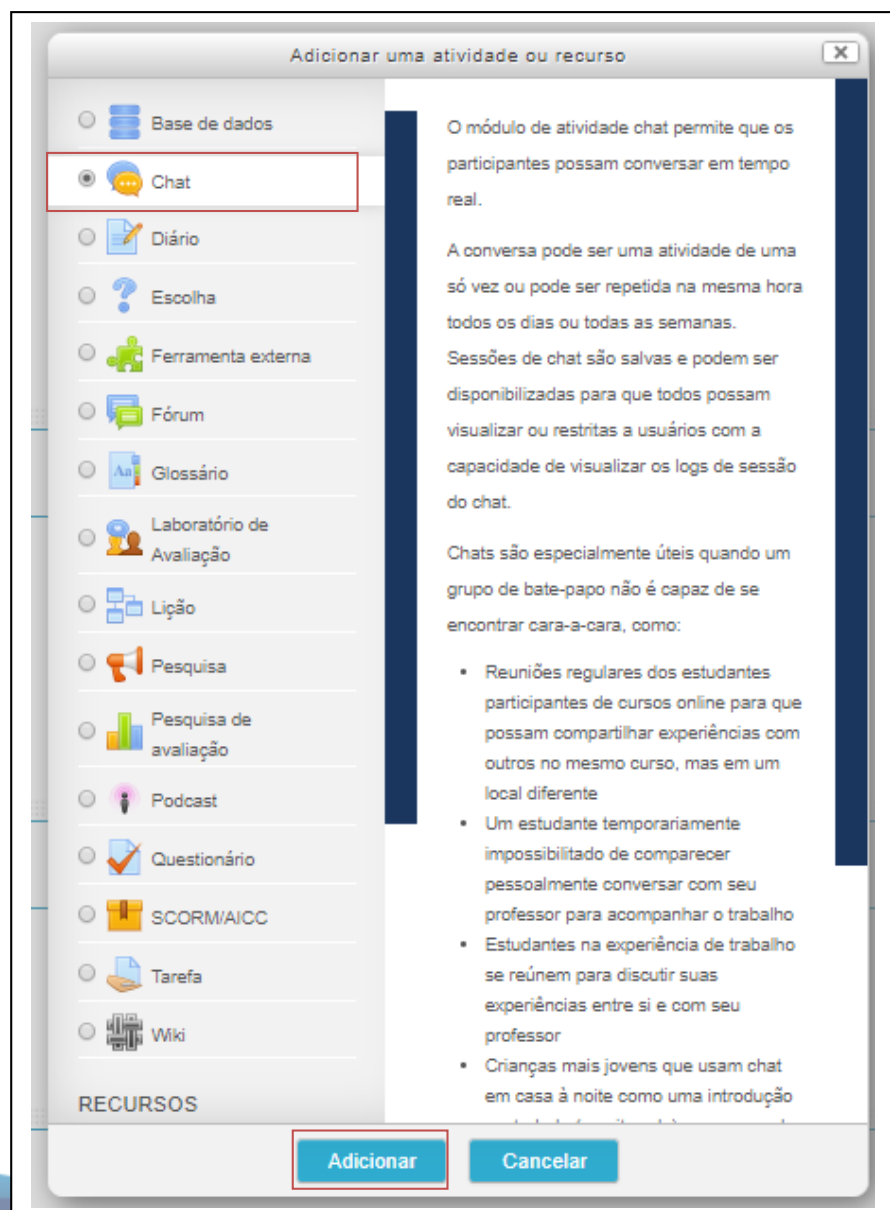 Adicionar uma atividade ou recurso
Base de dados
Chat
Diário
Escolha
Ferramenta externa
Fórum
Glossário
Laboratório de
Avaliação
Lição
Pesquisa
Pesquisa de
avaliação
Podcast
Questionário
SCORM/AICC
Tarefa
Wiki
RECURSOS
O módulo de atividade chat permite que os
participantes possam conversar em tempo
real.
A conversa pode ser uma atividade de uma
só vez ou pode ser repetida na mesma hora
todos os dias ou todas as semanas.
Sessões de chat são salvas e podem ser
disponibilizadas para que todos possam
visualizar ou restritas a usuários com a
capacidade de visualizar os logs de sessão
do chat.
Chats são especialmente úteis quando um
grupo de bate-papo não é capaz de se
encontrar cara-a-cara, como:
• Reuniões regulares dos estudantes
participantes de cursos online para que
possam compartilhar experiências com
outros no mesmo curso, mas em um
local diferente
• Um estudante temporariamente
impossibilitado de comparecer
pessoalmente conversar com seu
professor para acompanhar o trabalho
• Estudantes na experiência de trabalho
se reúnem para discutir suas
experiências entre si e com seu
professor
• Crianças mais jovens que usam chat
em casa à noite como uma introdução
Adicionar
Cancelar